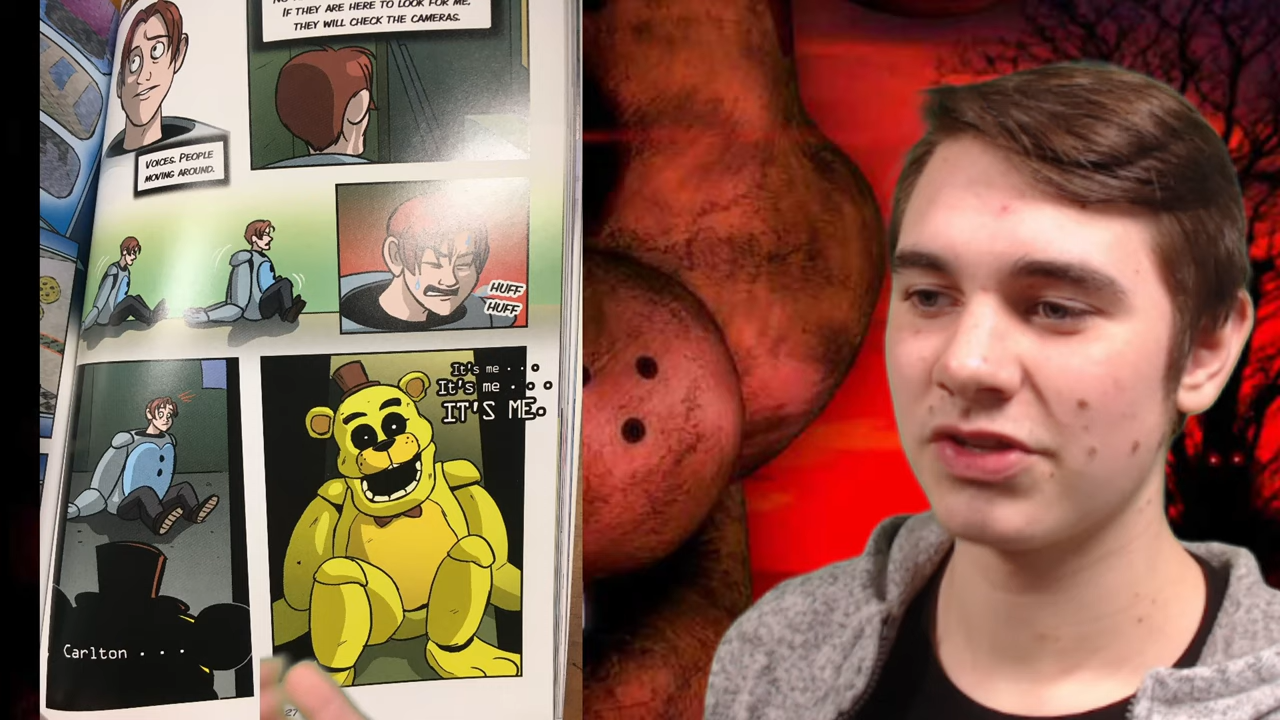 IF THEY ARE HERE TO LOOK FOR ME,
THEY WILL CHECK THE CAMERAS.
VOICES. PEOPLE
MOVING AROUND.
HUFF
HUFF
It's me . . .
It's me . . .
IT'S ME.
Carlton . . .
27